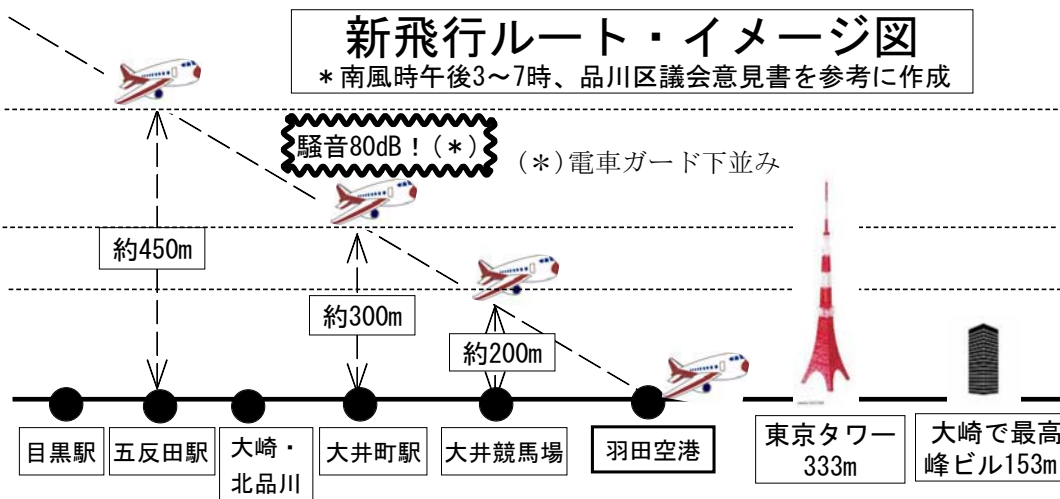 新飛行ルート・イメージ図
＊南風時午後3～7時、品川区議会意見書を参考に作成
騒音80dB！(＊)
(＊)電車ガード下並み
約450m
約300m
約200m
目黒駅
五反田駅
大崎・
北品川
大井町駅
大井競馬場
羽田空港
東京タワー
333m
大崎で最高
峰ビル153m